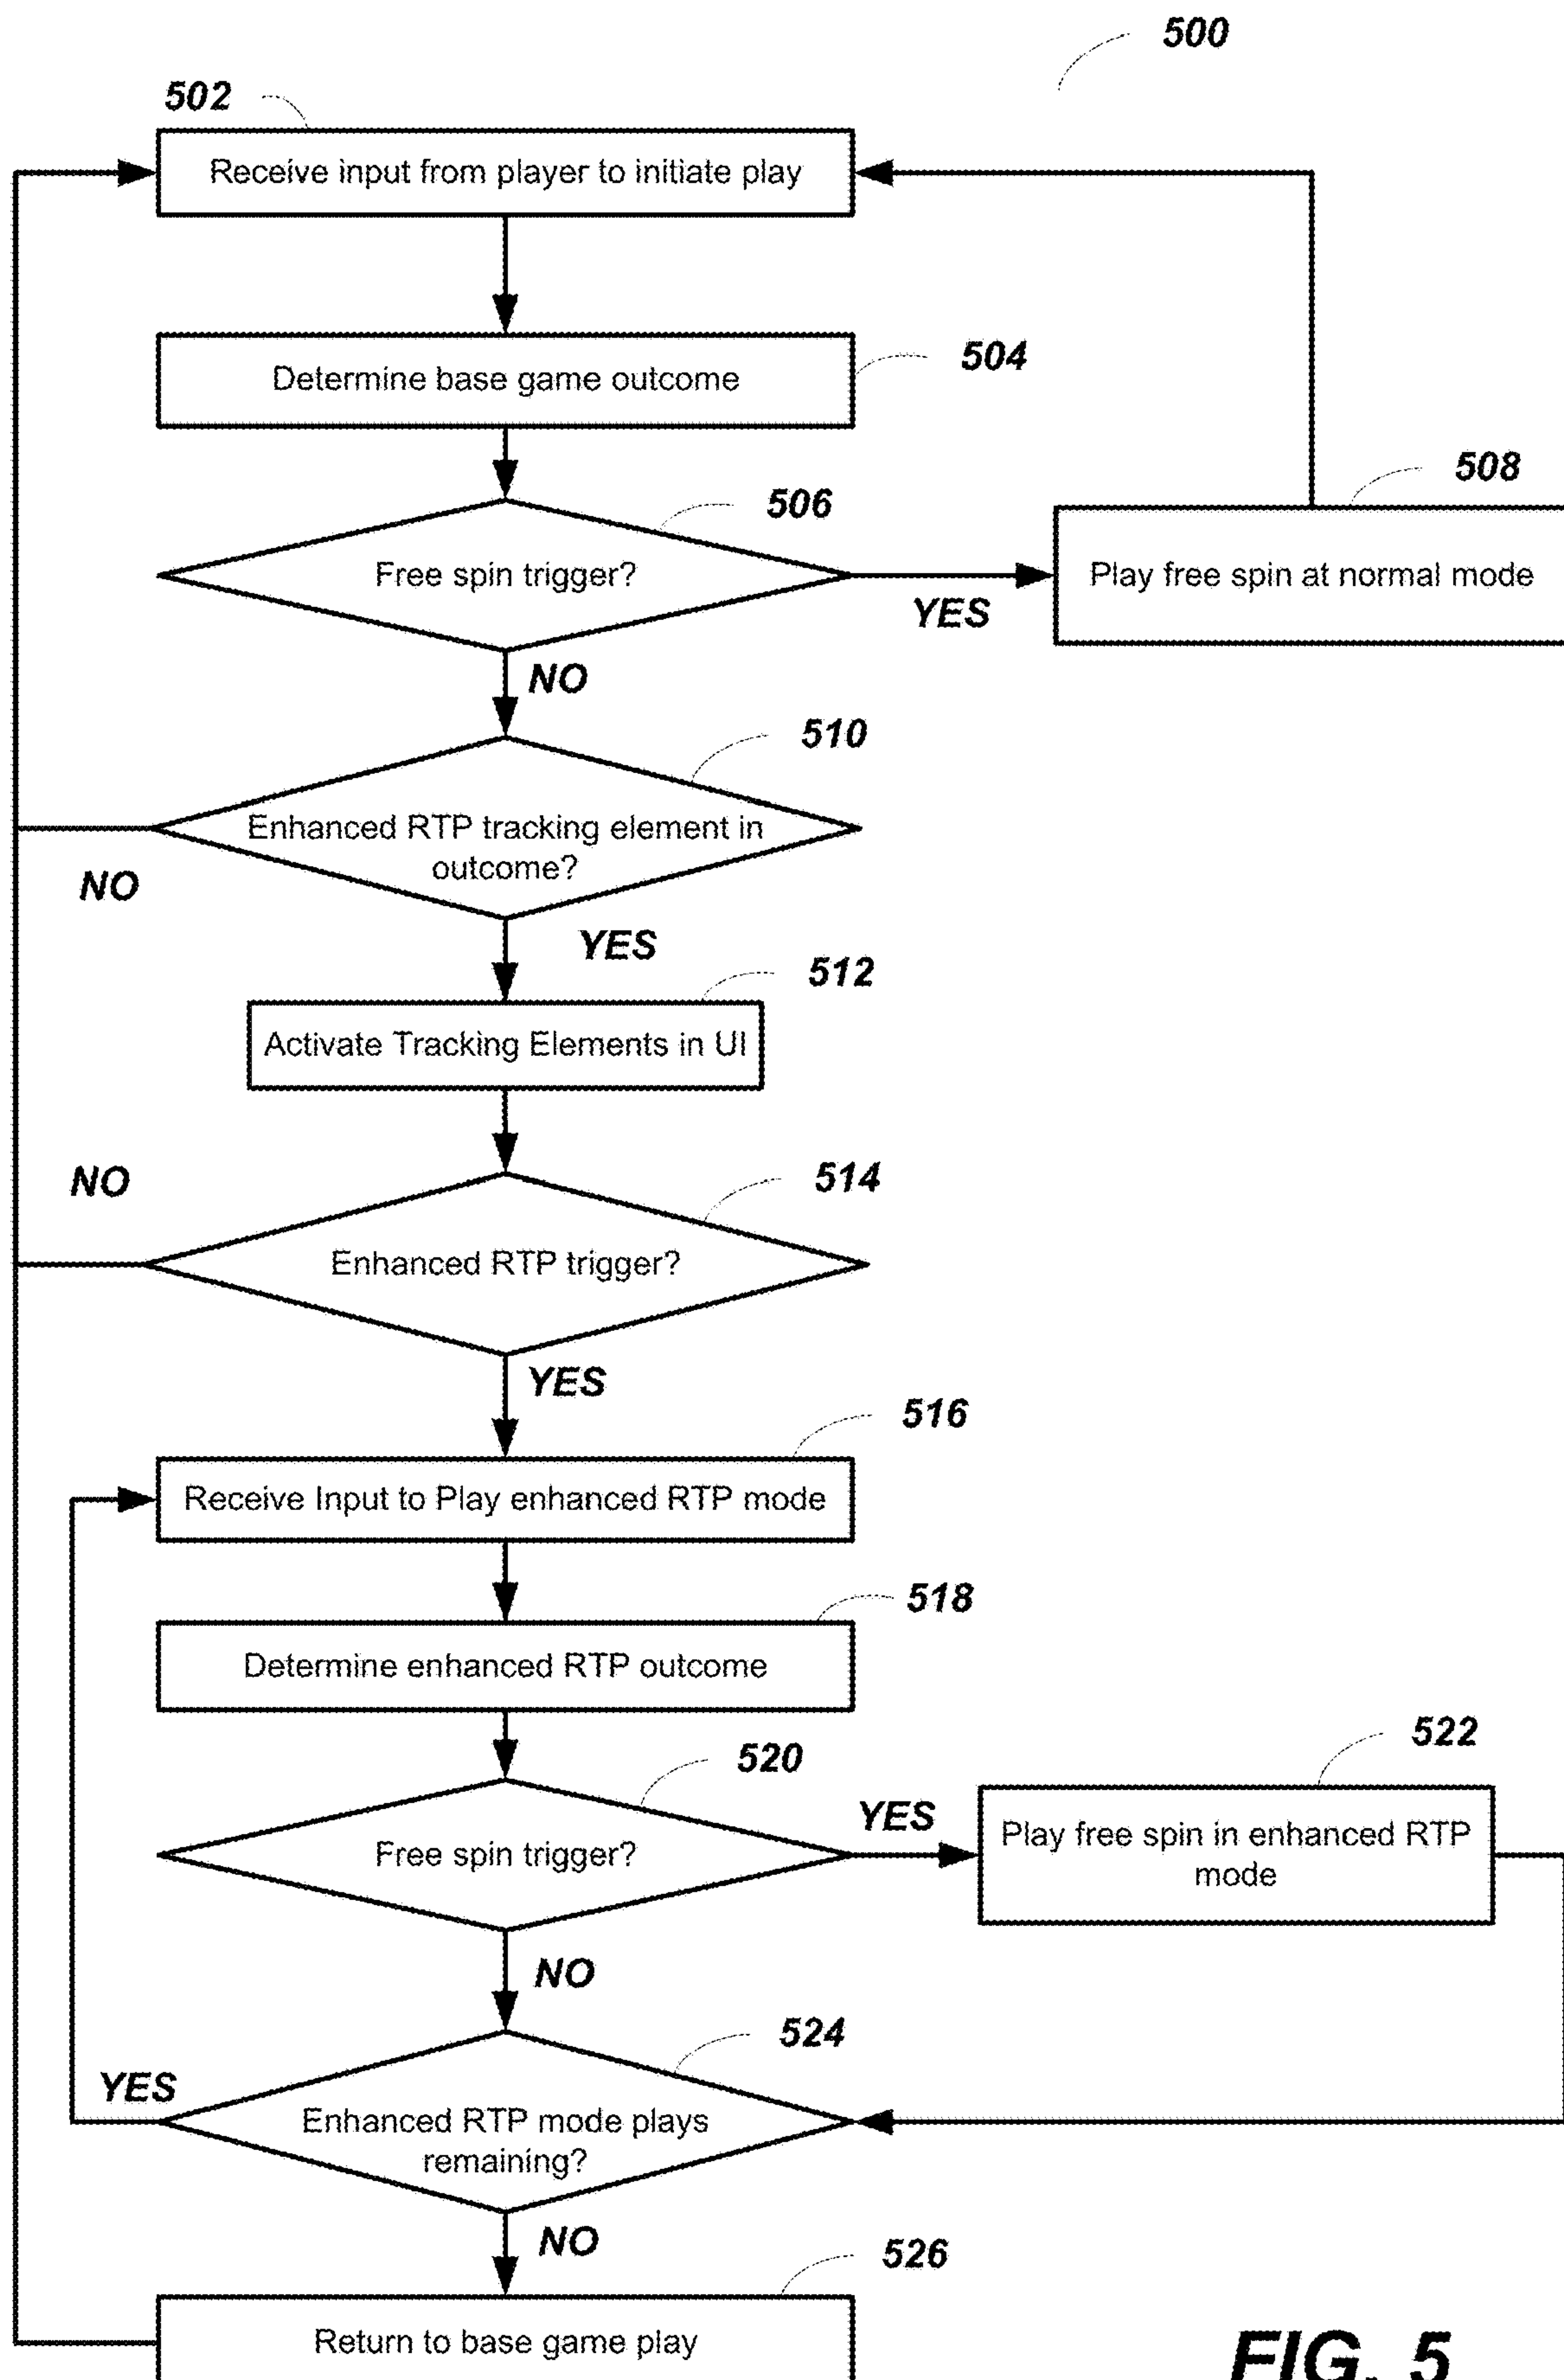 500
502
Receive input from player to initiate play
Determine base game outcome
504
506
Free spin trigger?
YES
508
Play free spin at normal mode
NO
510
Enhanced RTP tracking element in
outcome?
NO
YES
512
Activate Tracking Elements in UI
NO
514
Enhanced RTP trigger?
YES
516
Receive Input to Play enhanced RTP mode
518
Determine enhanced RTP outcome
520
Free spin trigger?
YES
522
Play free spin in enhanced RTP
mode
NO
524
YES
Enhanced RTP mode plays
remaining?
NO
526
Return to base game play
FIG. 5